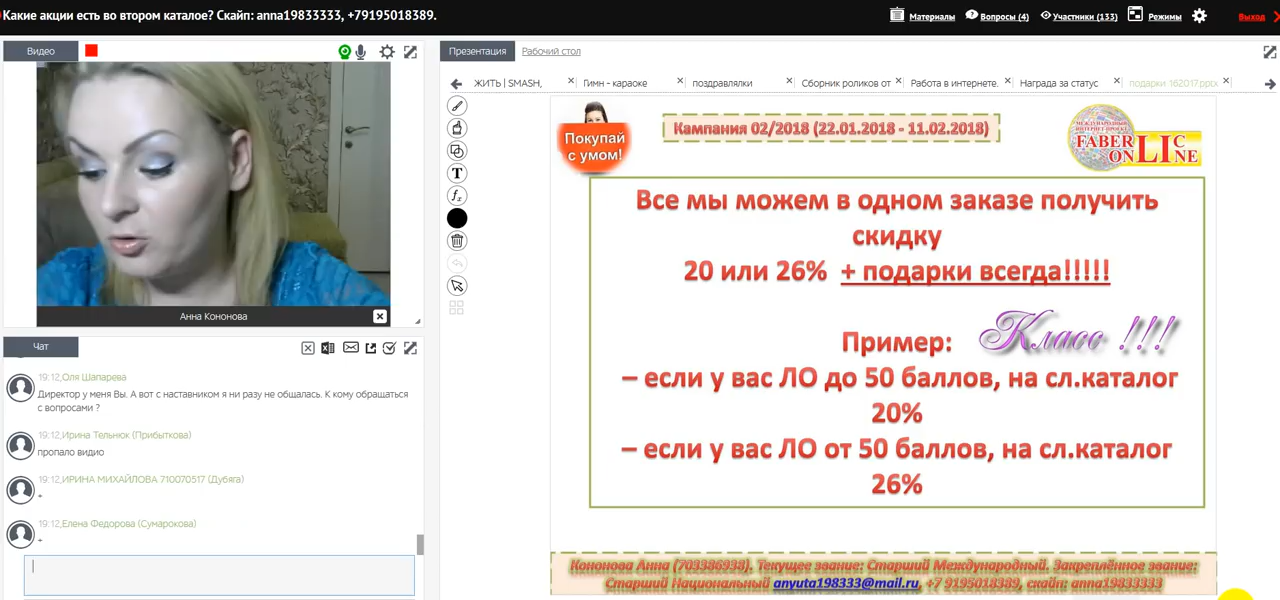 Какие акции есть во втором каталое? Скайп: anna19833333, +79195018389.
Материалы
Вопросы (4)
Участники (133)
Режимы
Выход
Видео
Анна Кононова
Чат
19:12, Оля Шапарева
Директор у меня Вы. А вот с наставником я ни разу не общалась. К кому обращаться
с вопросами ?
19:12, Ирина Тельнюк (Прибыткова)
пропало видио
19:12, ИРИНА МИХАЙЛОВА 710070517 (Дубяга)
+
19:12, Елена Федорова (Сумарокова)
+
Презентация
Рабочий стол
ЖИТЬ | SMASH,
Гимн - караоке
поздравлялки
Сборник роликов от
Работа в интернете.
Награда за статус
подарки 162017.pptx
Покупай
с умом!
Кампания 02/2018 (22.01.2018 - 11.02.2018)
МЕЖДУНАРОДНЫЙ
ИНТЕРНЕТ-ПРОЕКТ
FABERLIC
ONLINE
Все мы можем в одном заказе получить
скидку
20 или 26% + подарки всегда!!!!!
Пример: Класс !!!
– если у вас ЛО до 50 баллов, на сл.каталог
20%
– если у вас ЛО от 50 баллов, на сл.каталог
26%
Кононова Анна (703386938). Текущее звание: Старший Международный. Закреплённое звание:
Старший Национальный anyuta198333@mail.ru, +7 9195018389, скайп: anna19833333